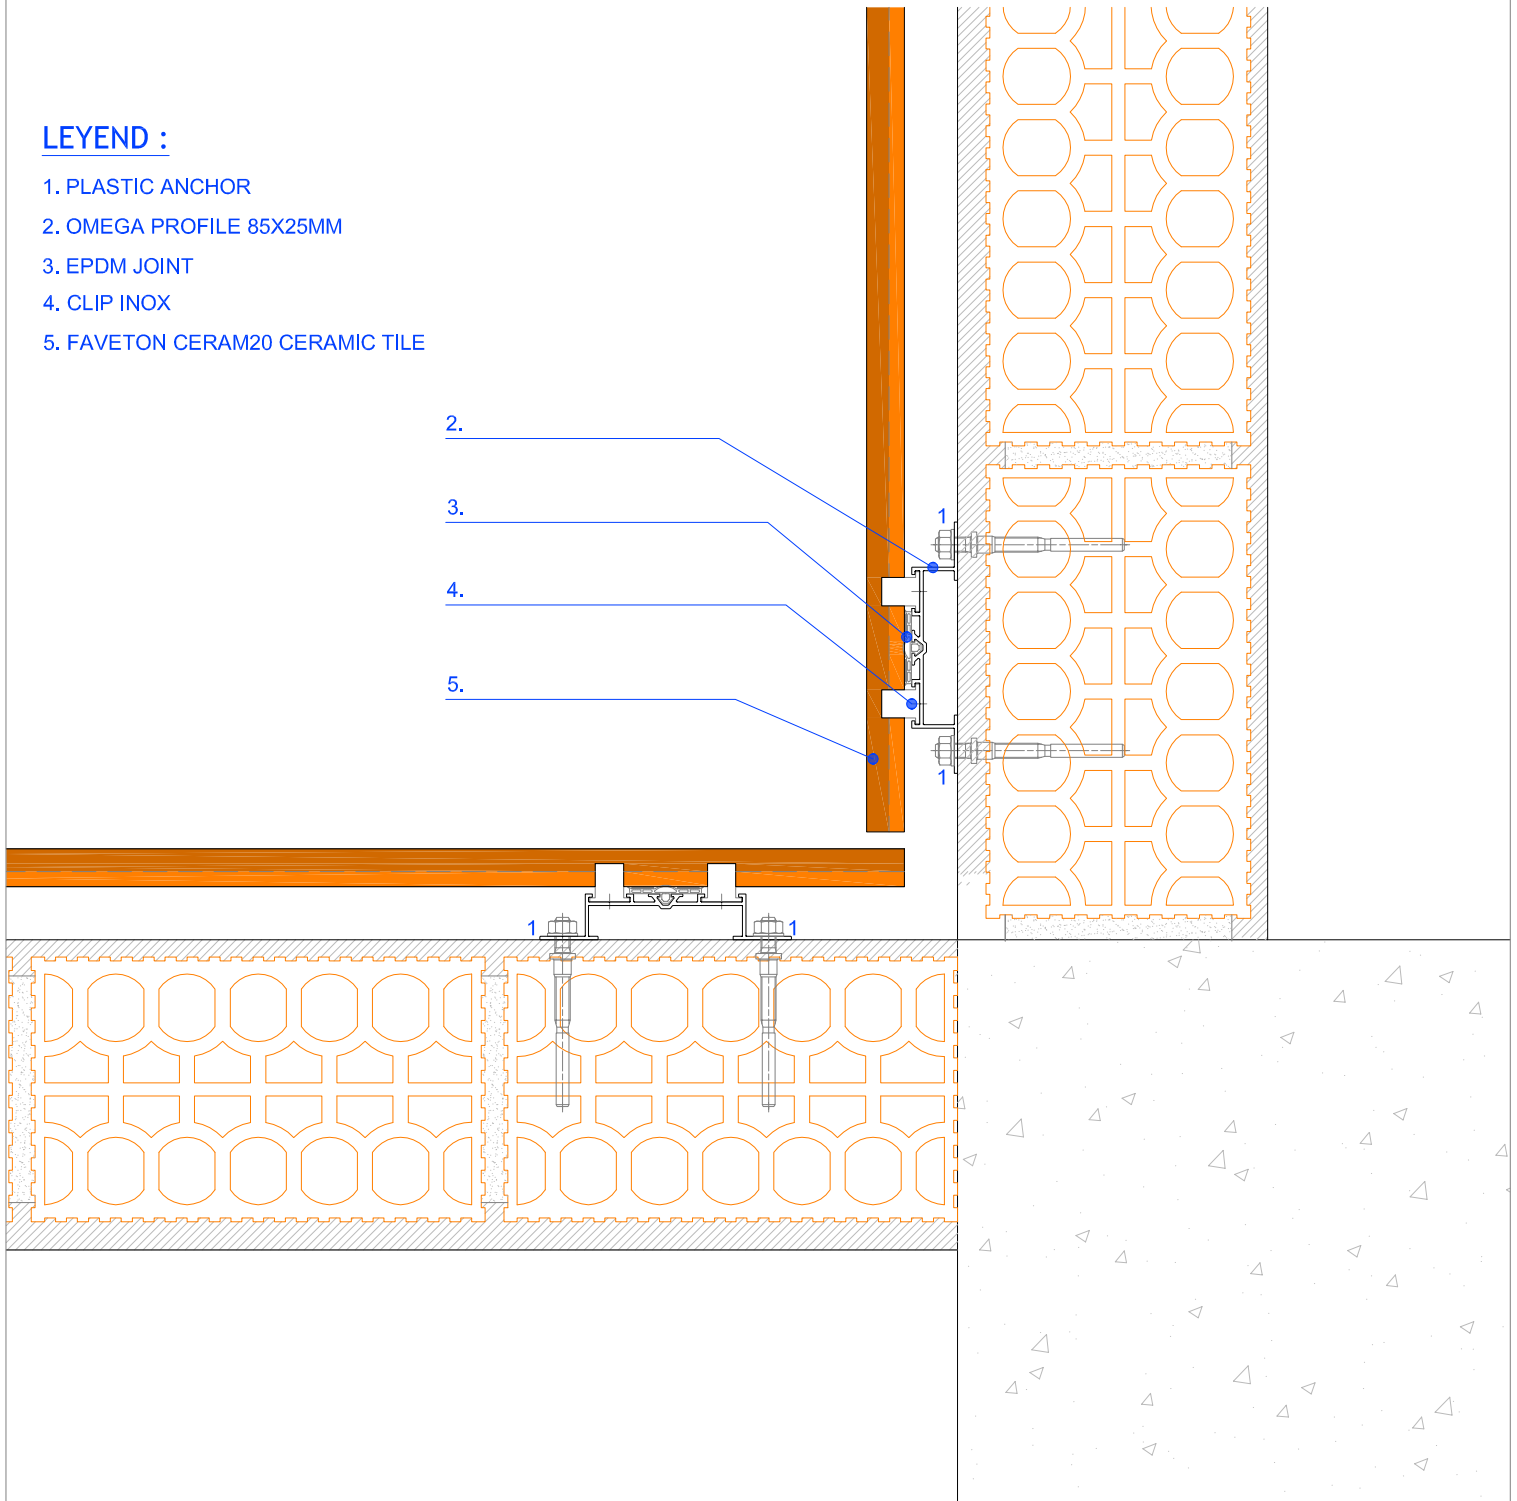 LEYEND :
1. PLASTIC ANCHOR
2. OMEGA PROFILE 85X25MM
3. EPDM JOINT
4. CLIP INOX
5. FAVETON CERAM20 CERAMIC TILE
2.
3.
1
4.
5.
1
1
1